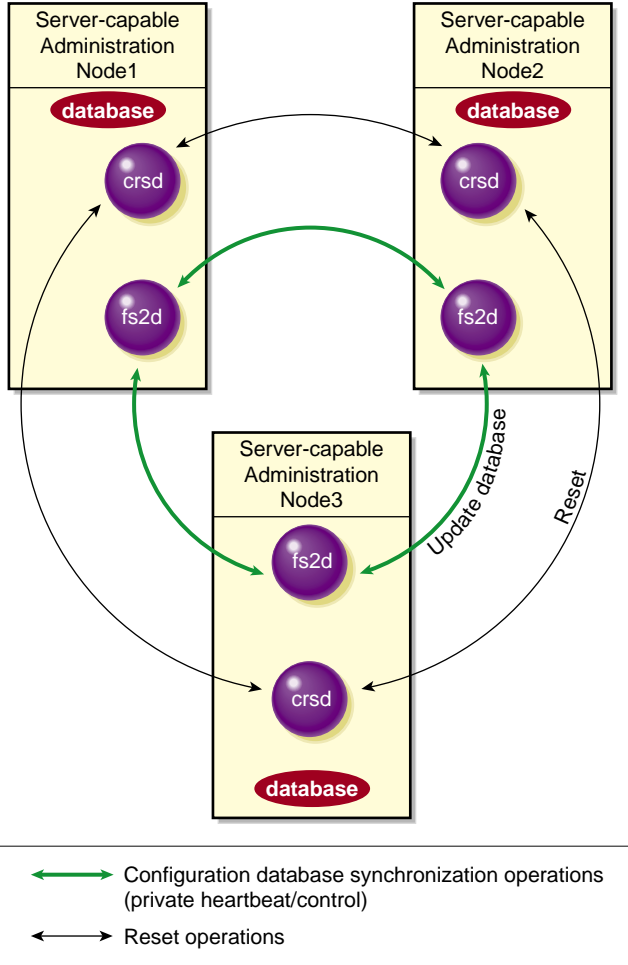 Server-capable
Administration
Node1
database
crsd
fs2d
Server-capable
Administration
Node2
database
crsd
fs2d
Server-capable
Administration
Node3
fs2d
crsd
database
Update database
Reset
Configuration database synchronization operations
(private heartbeat/control)
Reset operations